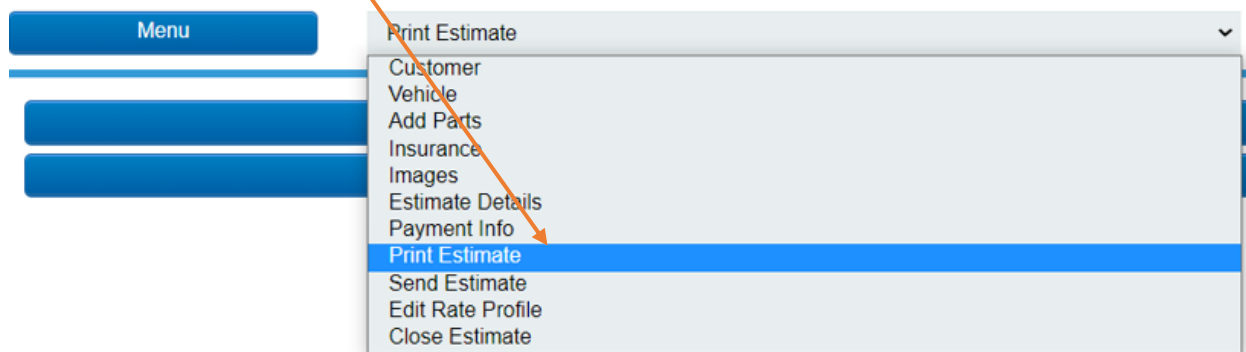 Menu
Print Estimate
Customer
Vehicle
Add Parts
Insurance
Images
Estimate Details
Payment Info
Print Estimate
Send Estimate
Edit Rate Profile
Close Estimate